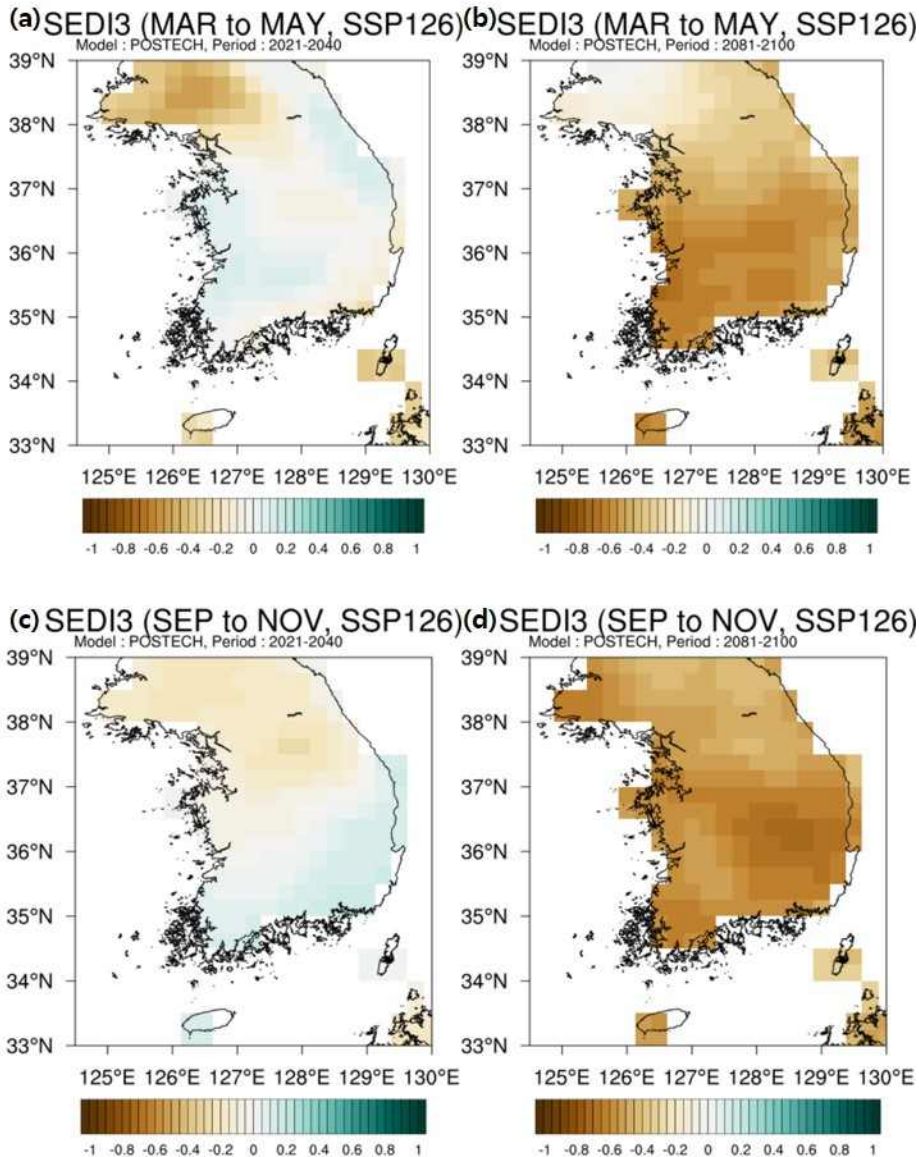 (a) SEDI3 (MAR to MAY, SSP126)
Model : POSTECH, Period : 2021-2040
39°N
38°N
37°N
36°N
35°N
34°N
33°N
125°E 126°E 127°E 128°E 129°E 130°E
-1 -0.8 -0.6 -0.4 -0.2 0 0.2 0.4 0.6 0.8 1
(b) SEDI3 (MAR to MAY, SSP126)
Model : POSTECH, Period : 2081-2100
39°N
38°N
37°N
36°N
35°N
34°N
33°N
125°E 126°E 127°E 128°E 129°E 130°E
-1 -0.8 -0.6 -0.4 -0.2 0 0.2 0.4 0.6 0.8 1
(c) SEDI3 (SEP to NOV, SSP126)
Model : POSTECH, Period : 2021-2040
39°N
38°N
37°N
36°N
35°N
34°N
33°N
125°E 126°E 127°E 128°E 129°E 130°E
-1 -0.8 -0.6 -0.4 -0.2 0 0.2 0.4 0.6 0.8 1
(d) SEDI3 (SEP to NOV, SSP126)
Model : POSTECH, Period : 2081-2100
39°N
38°N
37°N
36°N
35°N
34°N
33°N
125°E 126°E 127°E 128°E 129°E 130°E
-1 -0.8 -0.6 -0.4 -0.2 0 0.2 0.4 0.6 0.8 1